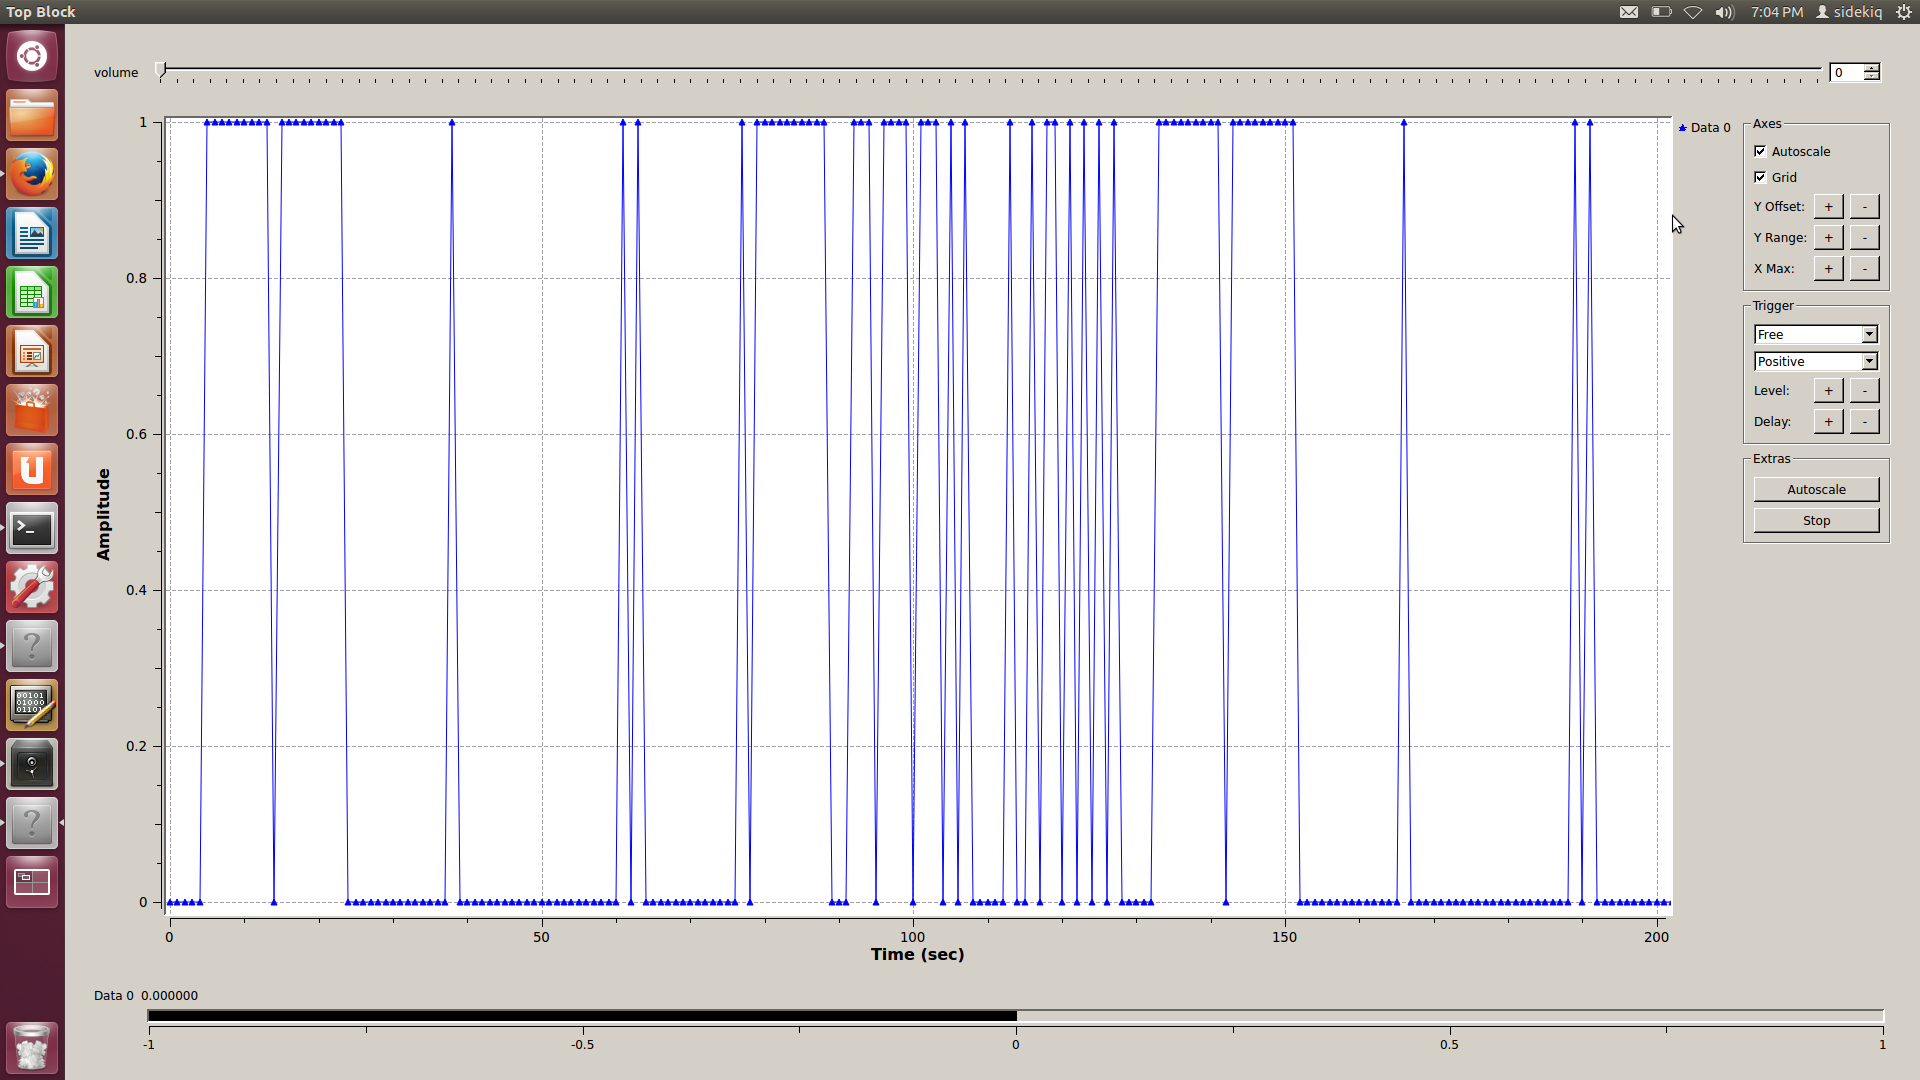 Top Block
7:04 PM sidekiq
volume
0
1
0.8
0.6
0.4
0.2
0
Amplitude
0 50 100 150 200
Time (sec)
Data 0
Axes
Autoscale
Grid
Y Offset: + -
Y Range: + -
X Max: + -
Trigger
Free
Positive
Level: + -
Delay: + -
Extras
Autoscale
Stop
Data 0 0.000000
-1 -0.5 0 0.5 1